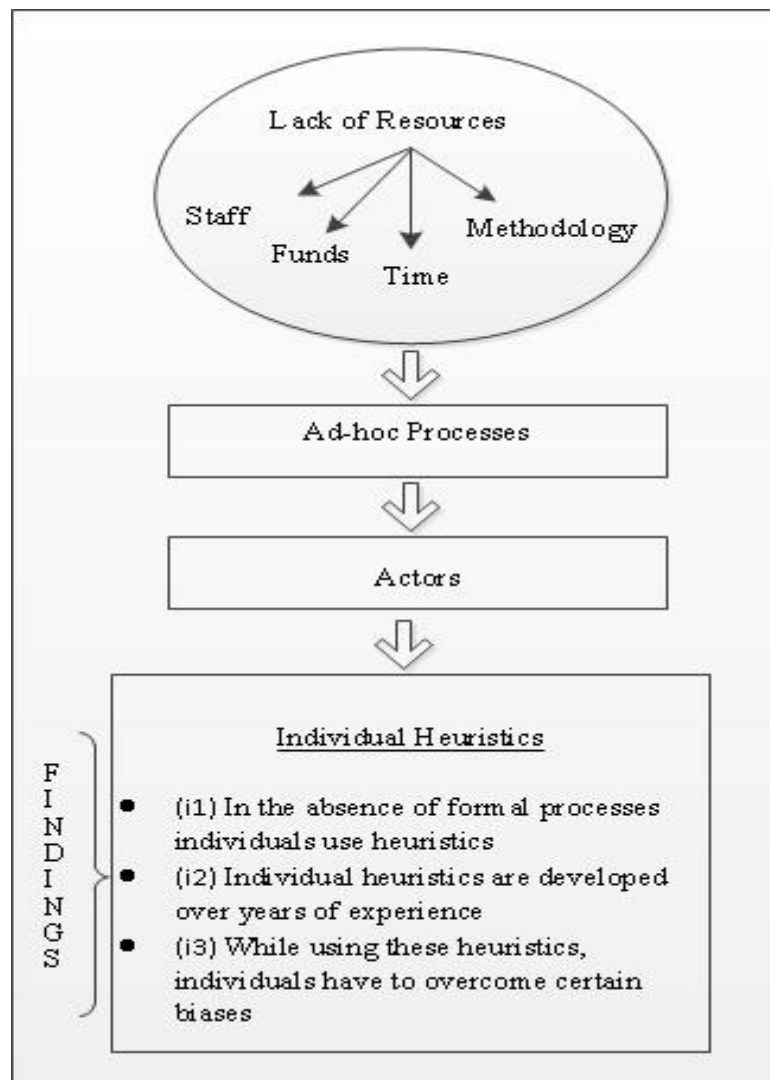 Lack of Resources
Staff
Funds
Time
Methodology
Ad-hoc Processes
Actors
FINDINGS
Individual Heuristics
• (i1) In the absence of formal processes
individuals use heuristics
• (i2) Individual heuristics are developed
over years of experience
• (i3) While using these heuristics,
individuals have to overcome certain
biases